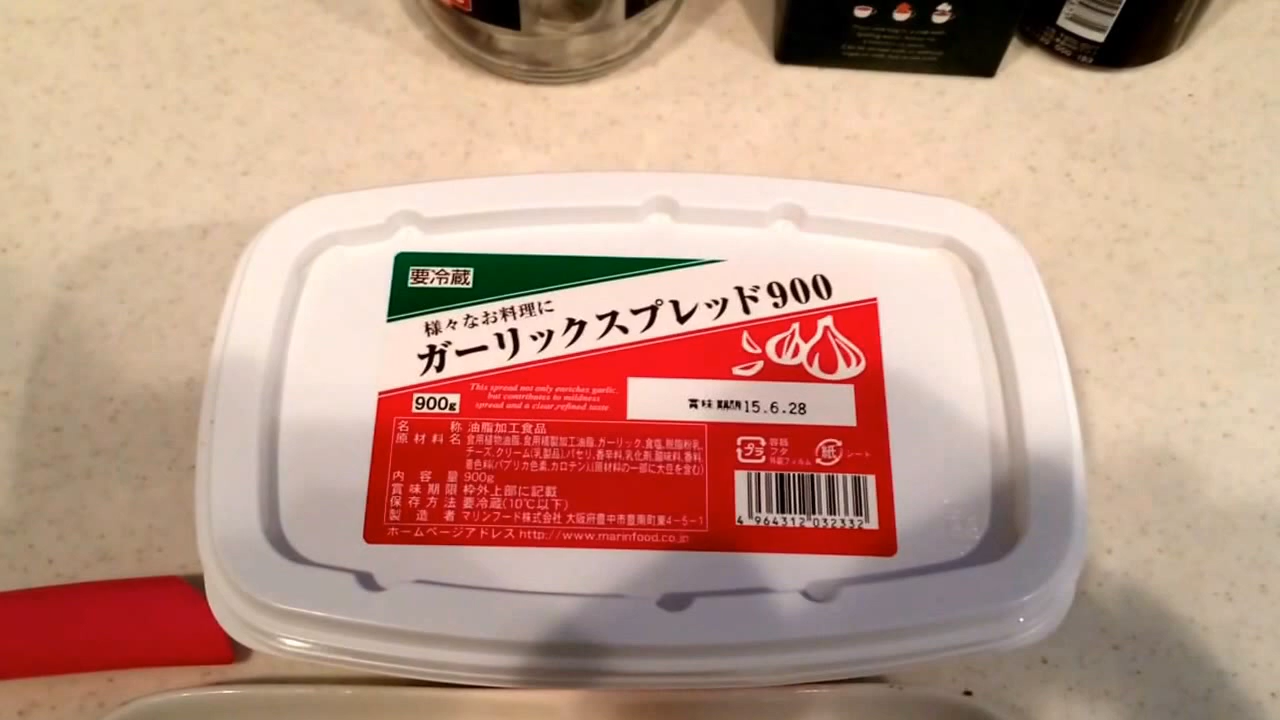 要冷蔵
様々なお料理に
ガーリックスプレッド900
900g
This spread not only enriches garlic.
but contributes to mildness
spread and a clear,refined taste
賞味期限15.6.28
名称 油脂加工食品
原材料名 食用植物油脂、食用精製加工油脂、ガーリック、食塩、脱脂粉乳、
チーズ、クリーム(乳製品)、パセリ、香辛料、乳化剤、酸味料、香料、
着色料(パプリカ色素、カロテン)、(原材料の一部に大豆を含む)
内容量 900g
賞味期限 枠外上部に記載
保存方法 要冷蔵(10℃以下)
製造者 マリンフード株式会社 大阪府豊中市豊南町東4-5-1
ホームページアドレス http://www.marinfood.co.jp
プラ
容器
フタ
外装フィルム
紙
シート
4 964312 032332